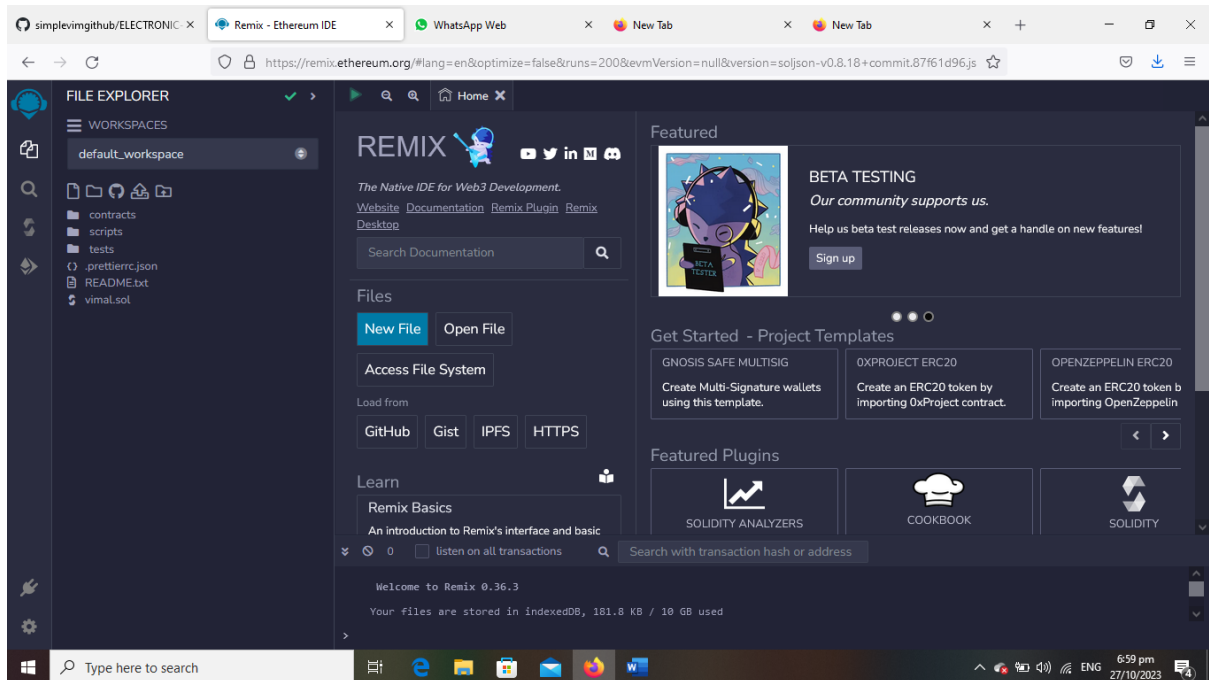 simplevimgithub/ELECTRONIC-
Remix - Ethereum IDE
WhatsApp Web
New Tab
New Tab
https://remix.ethereum.org/#lang=en&optimize=false&runs=200&evmVersion=null&version=soljson-v0.8.18+commit.87f61d96.js
FILE EXPLORER
WORKSPACES
default_workspace
contracts
scripts
tests
.prettierrc.json
README.txt
vimal.sol
Home
REMIX
The Native IDE for Web3 Development.
Website Documentation Remix Plugin Remix
Desktop
Search Documentation
Files
New File Open File
Access File System
Load from
GitHub Gist IPFS HTTPS
Learn
Remix Basics
An introduction to Remix's interface and basic
Featured
BETA TESTING
Our community supports us.
Help us beta test releases now and get a handle on new features!
Sign up
BETA
TESTER
Get Started - Project Templates
GNOSIS SAFE MULTISIG
Create Multi-Signature wallets
using this template.
0XPROJECT ERC20
Create an ERC20 token by
importing 0xProject contract.
OPENZEPPELIN ERC20
Create an ERC20 token b
importing OpenZeppelin
Featured Plugins
SOLIDITY ANALYZERS
COOKBOOK
SOLIDITY
0 listen on all transactions Search with transaction hash or address
Welcome to Remix 0.36.3
Your files are stored in indexedDB, 181.8 KB / 10 GB used
>
Type here to search
ENG
6:59 pm
27/10/2023
4